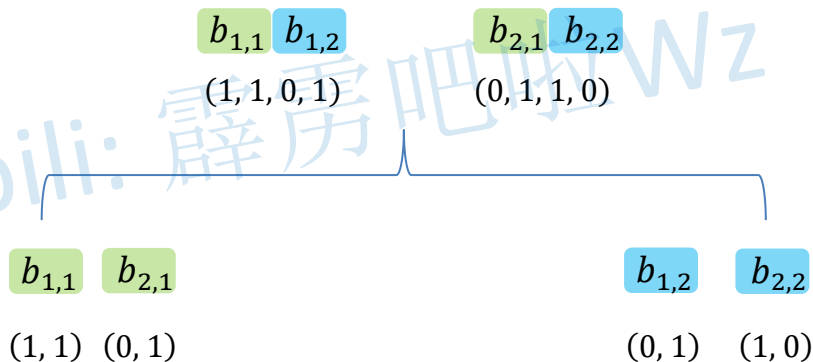 b1,1 b1,2 b2,1 b2,2
(1, 1, 0, 1) (0, 1, 1, 0)
bili: 霹雳吧啦Wz
b1,1 b2,1 b1,2 b2,2
(1, 1) (0, 1) (0, 1) (1, 0)